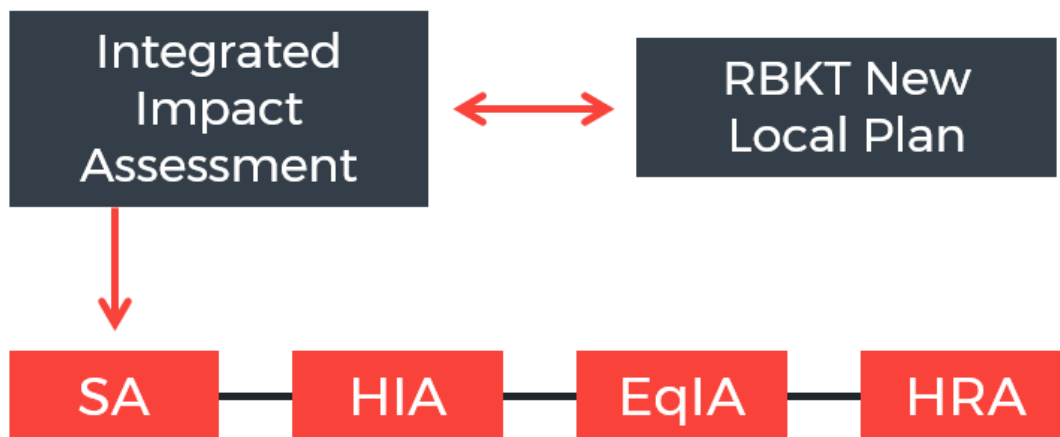 Integrated
Impact
Assessment
RBKT New
Local Plan
SA
HIA
EqIA
HRA